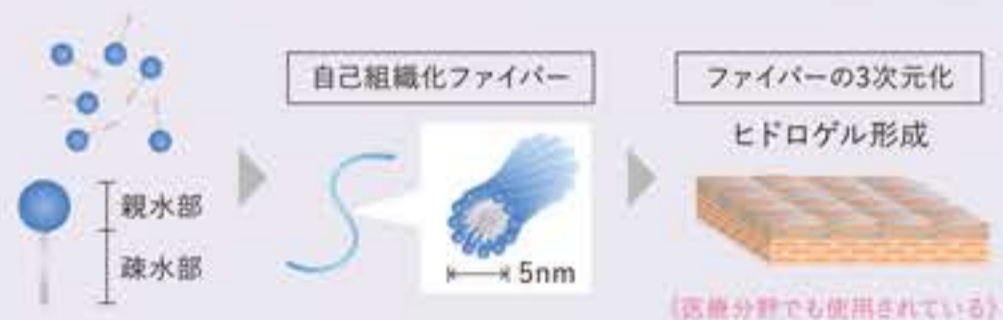 親水部
疎水部
自己組織化ファイバー
5nm
ファイバーの3次元化
ヒドロゲル形成
《医療分野でも使用されている》